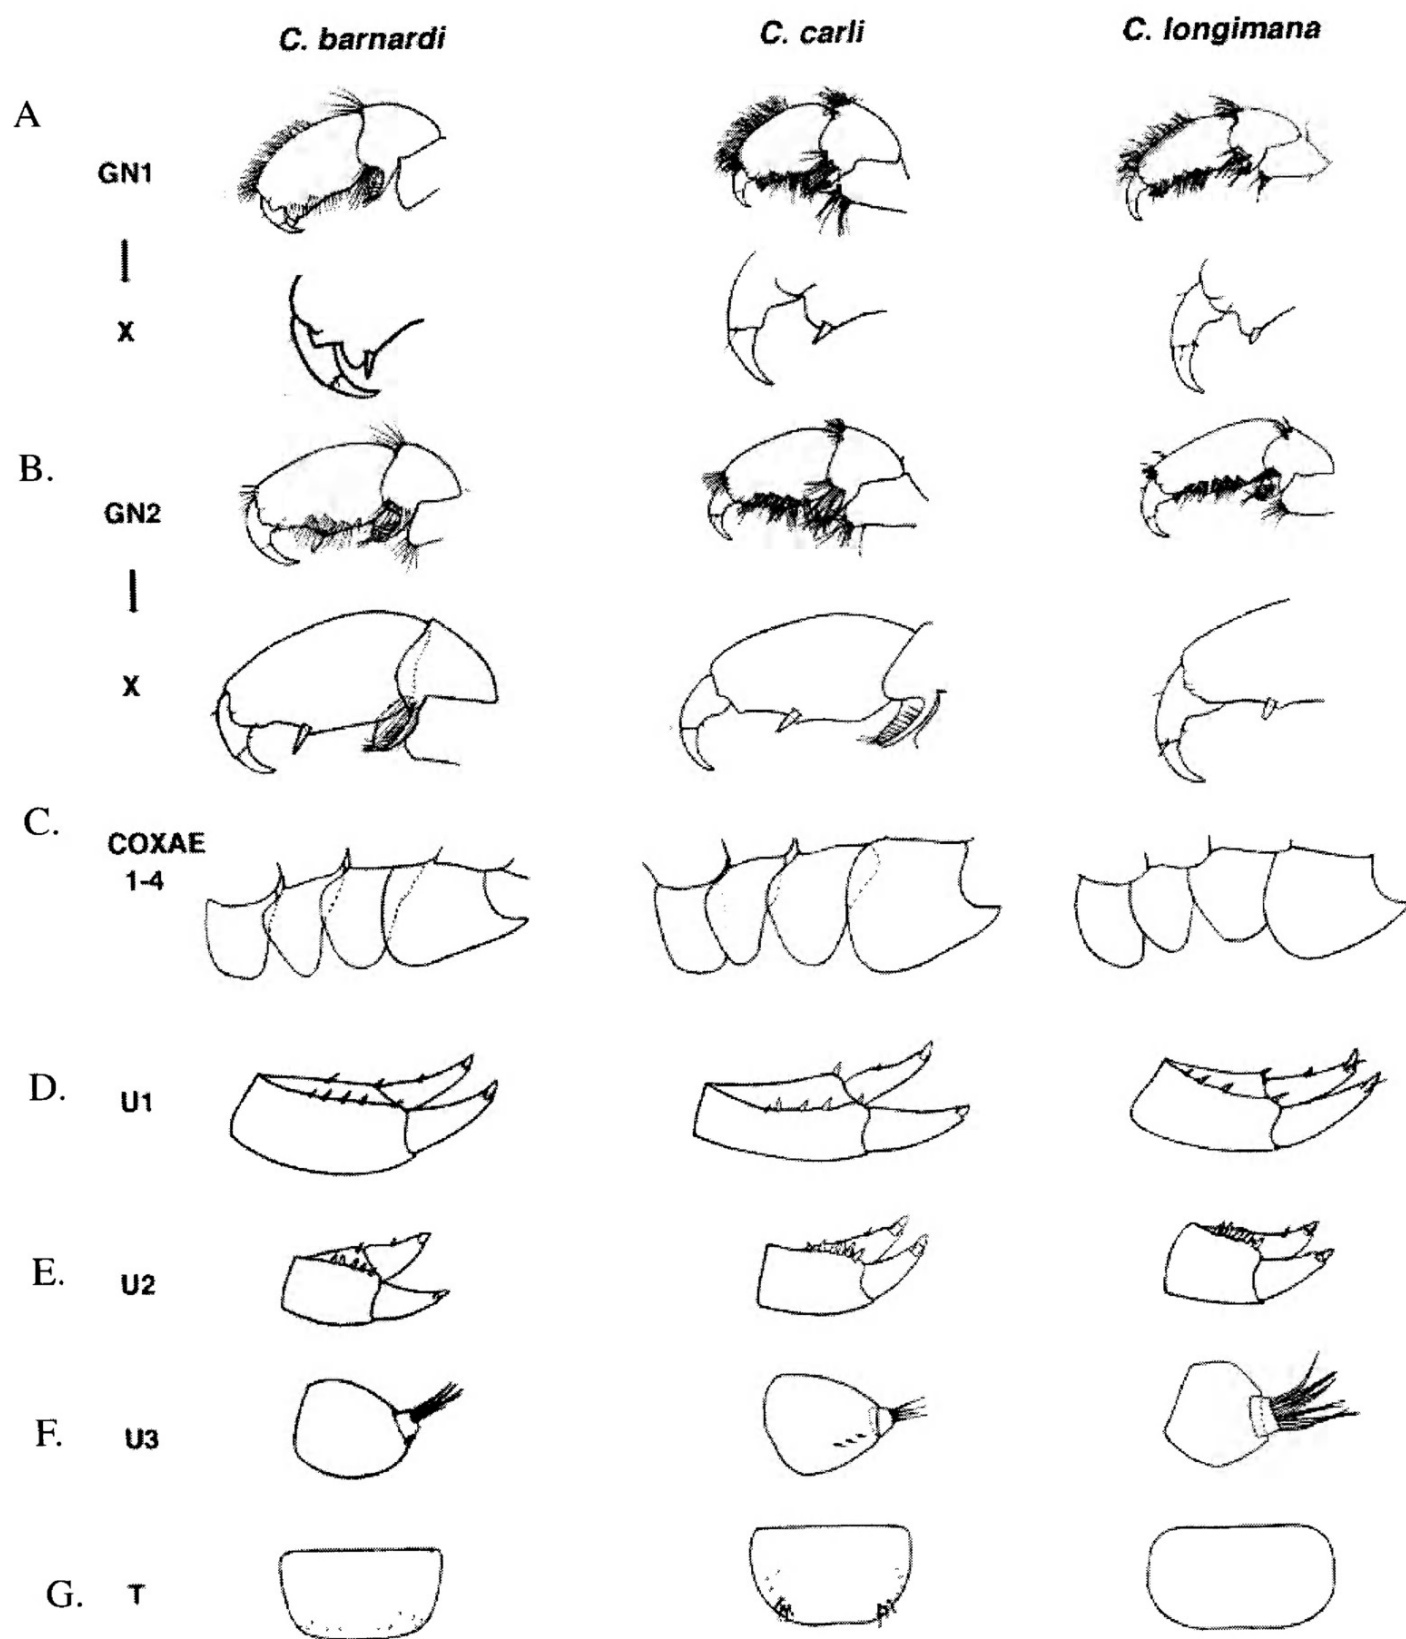 C. barnardi C. carli C. longimana
A
GN1
X
B.
GN2
X
C.
COXAE
1-4
D. U1
E. U2
F. U3
G. T